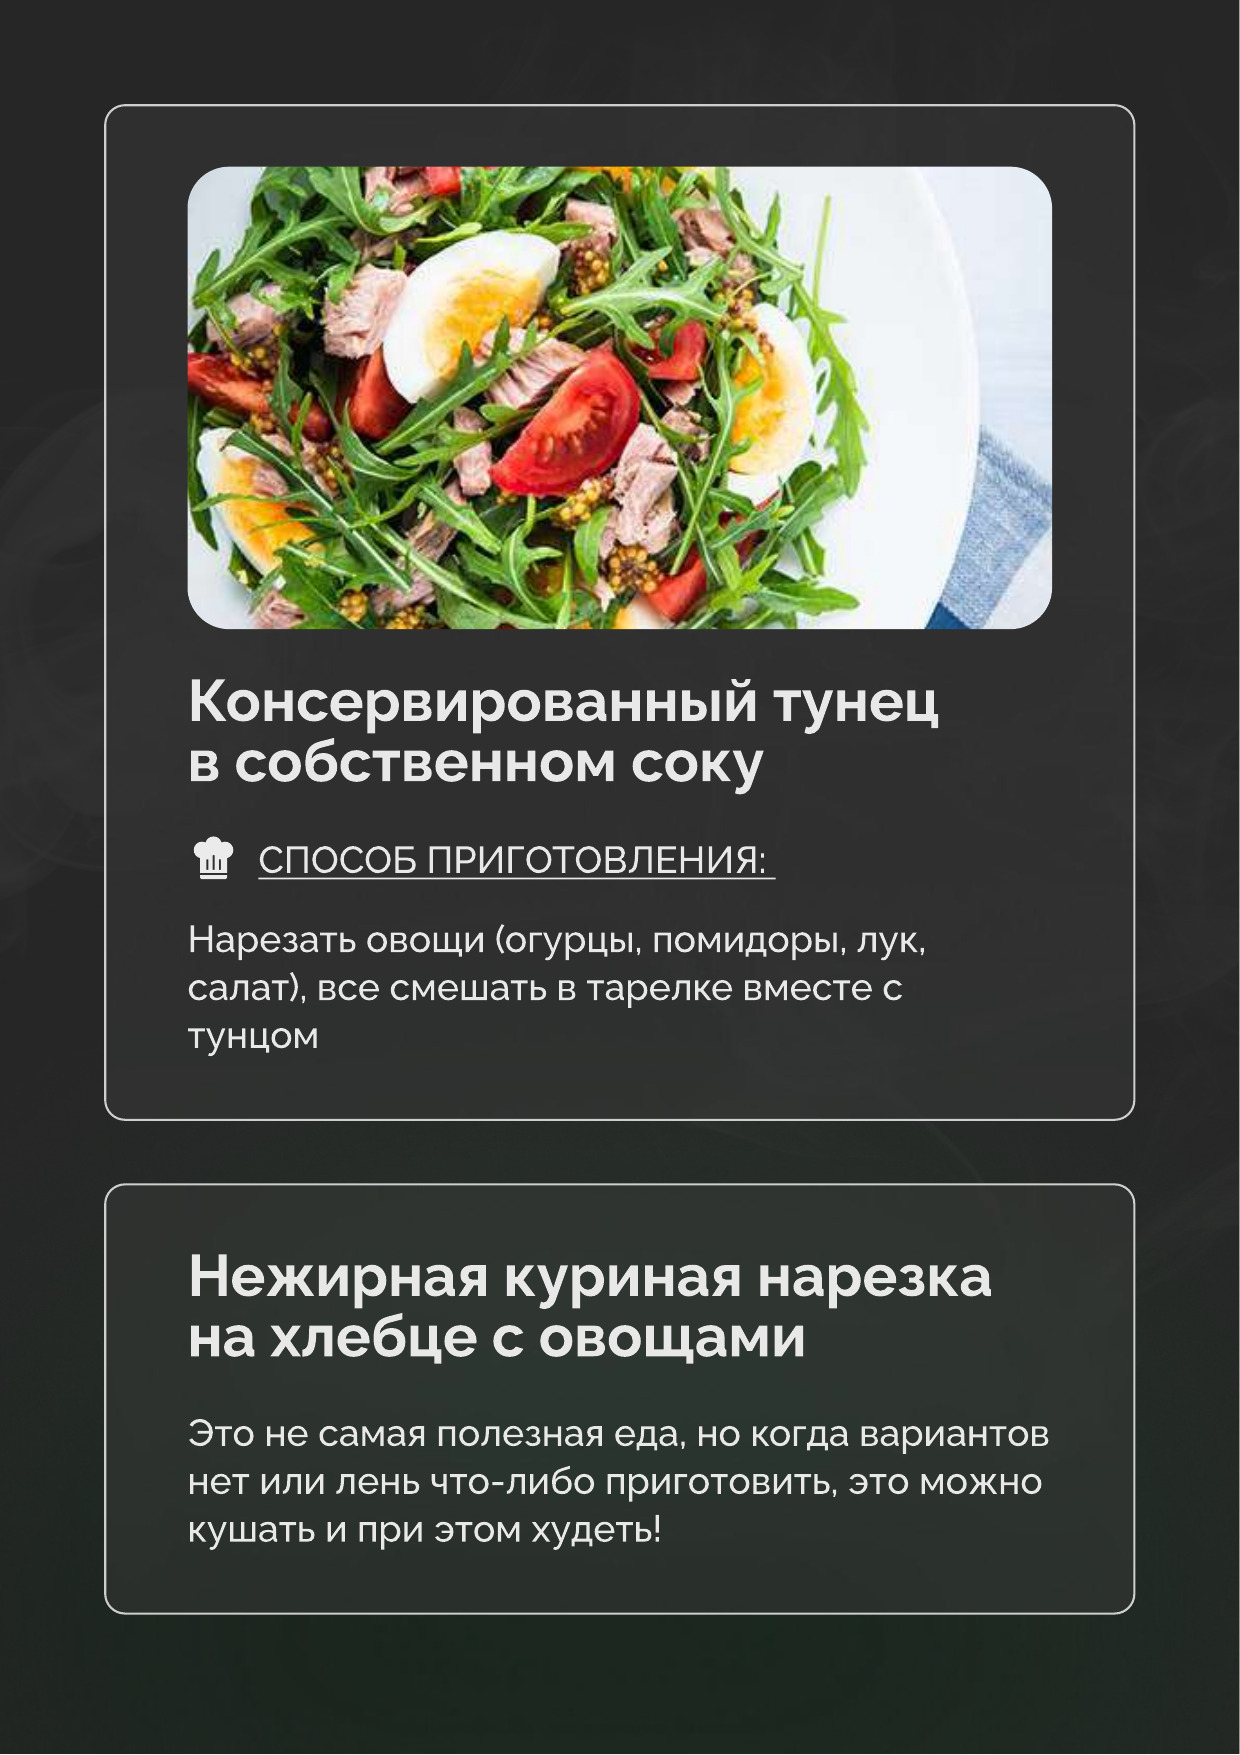 Консервированный тунец
в собственном соку
СПОСОБ ПРИГОТОВЛЕНИЯ:
Нарезать овощи (огурцы, помидоры, лук,
салат), все смешать в тарелке вместе с
тунцом
Нежирная куриная нарезка
на хлебце с овощами
Это не самая полезная еда, но когда вариантов
нет или лень что-либо приготовить, это можно
кушать и при этом худеть!